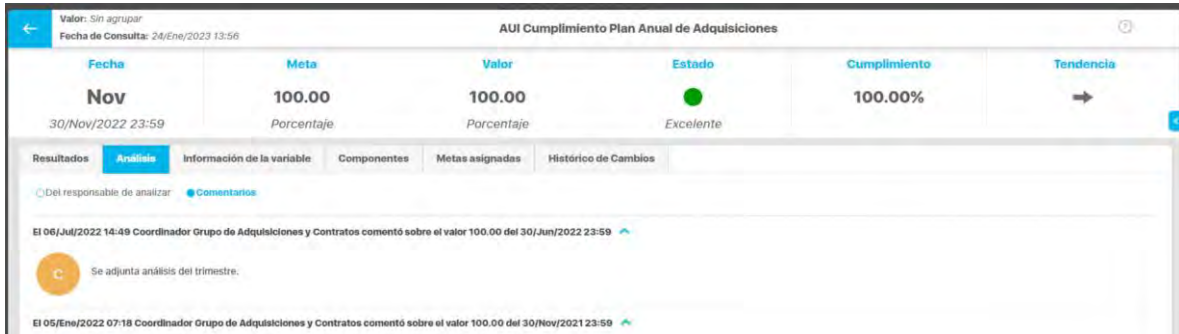 Valor: Sin agrupar
Fecha de Consulta: 24/Ene/2023 13:56
AUI Cumplimiento Plan Anual de Adquisiciones
Fecha Meta Valor Estado Cumplimiento Tendencia
Nov 100.00 100.00 100.00%
30/Nov/2022 23:59 Porcentaje Porcentaje Excelente
Resultados Análisis Información de la variable Componentes Metas asignadas Histórico de Cambios
Del responsable de analizar Comentarios
El 06/Jul/2022 14:49 Coordinador Grupo de Adquisiciones y Contratos comentó sobre el valor 100.00 del 30/Jun/2022 23:59
C Se adjunta análisis del trimestre.
El 05/Ene/2022 07:18 Coordinador Grupo de Adquisiciones y Contratos comentó sobre el valor 100.00 del 30/Nov/2021 23:59